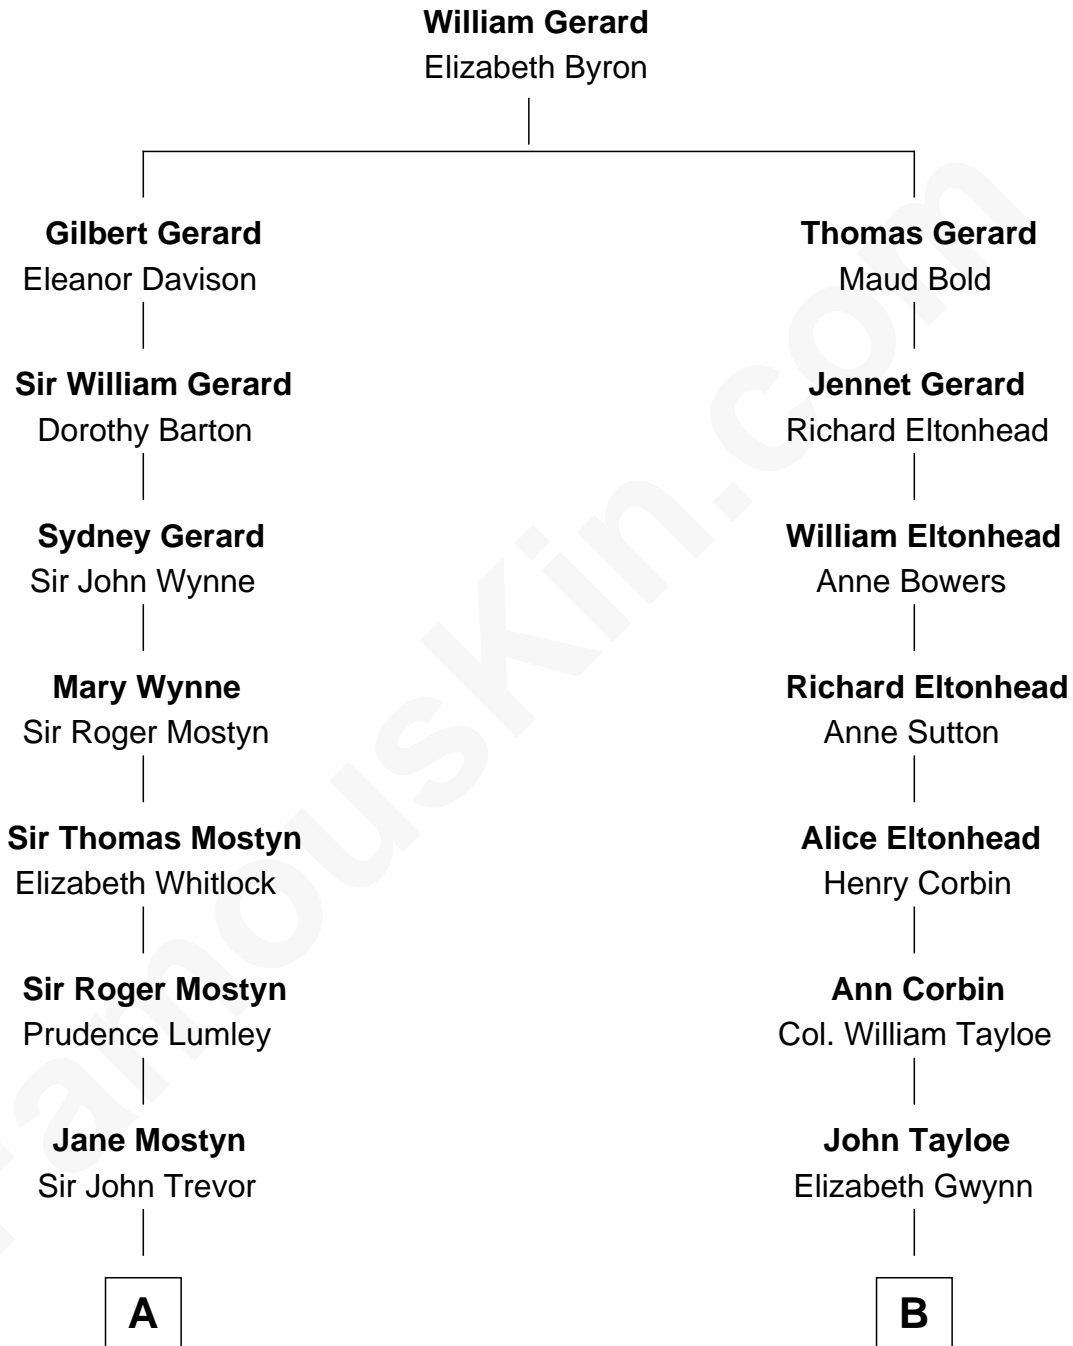 William Gerard
Elizabeth Byron
Gilbert Gerard
Eleanor Davison
Thomas Gerard
Maud Bold
Sir William Gerard
Dorothy Barton
Jennet Gerard
Richard Eltonhead
Sydney Gerard
Sir John Wynne
William Eltonhead
Anne Bowers
Mary Wynne
Sir Roger Mostyn
Richard Eltonhead
Anne Sutton
Sir Thomas Mostyn
Elizabeth Whitlock
Alice Eltonhead
Henry Corbin
Sir Roger Mostyn
Prudence Lumley
Ann Corbin
Col. William Tayloe
Jane Mostyn
Sir John Trevor
John Tayloe
Elizabeth Gwynn
A
B
FamousKin.com